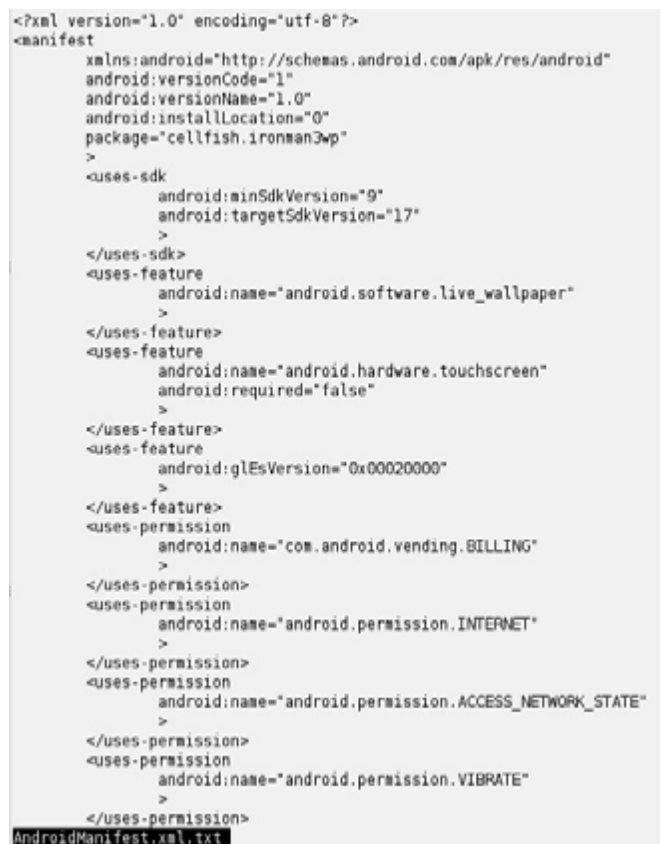 <?xml version="1.0" encoding="utf-8"?>
<manifest
xmlns:android="http://schemas.android.com/apk/res/android"
android:versionCode="1"
android:versionName="1.0"
android:installLocation="0"
package="cellfish.ironman3wp"
>
<uses-sdk
android:minSdkVersion="9"
android:targetSdkVersion="17"
>
</uses-sdk>
<uses-feature
android:name="android.software.live_wallpaper"
>
</uses-feature>
<uses-feature
android:name="android.hardware.touchscreen"
android:required="false"
>
</uses-feature>
<uses-feature
android:glEsVersion="0x00020000"
>
</uses-feature>
<uses-permission
android:name="com.android.vending.BILLING"
>
</uses-permission>
<uses-permission
android:name="android.permission.INTERNET"
>
</uses-permission>
<uses-permission
android:name="android.permission.ACCESS_NETWORK_STATE"
>
</uses-permission>
<uses-permission
android:name="android.permission.VIBRATE"
>
</uses-permission>
AndroidManifest.xml.txt